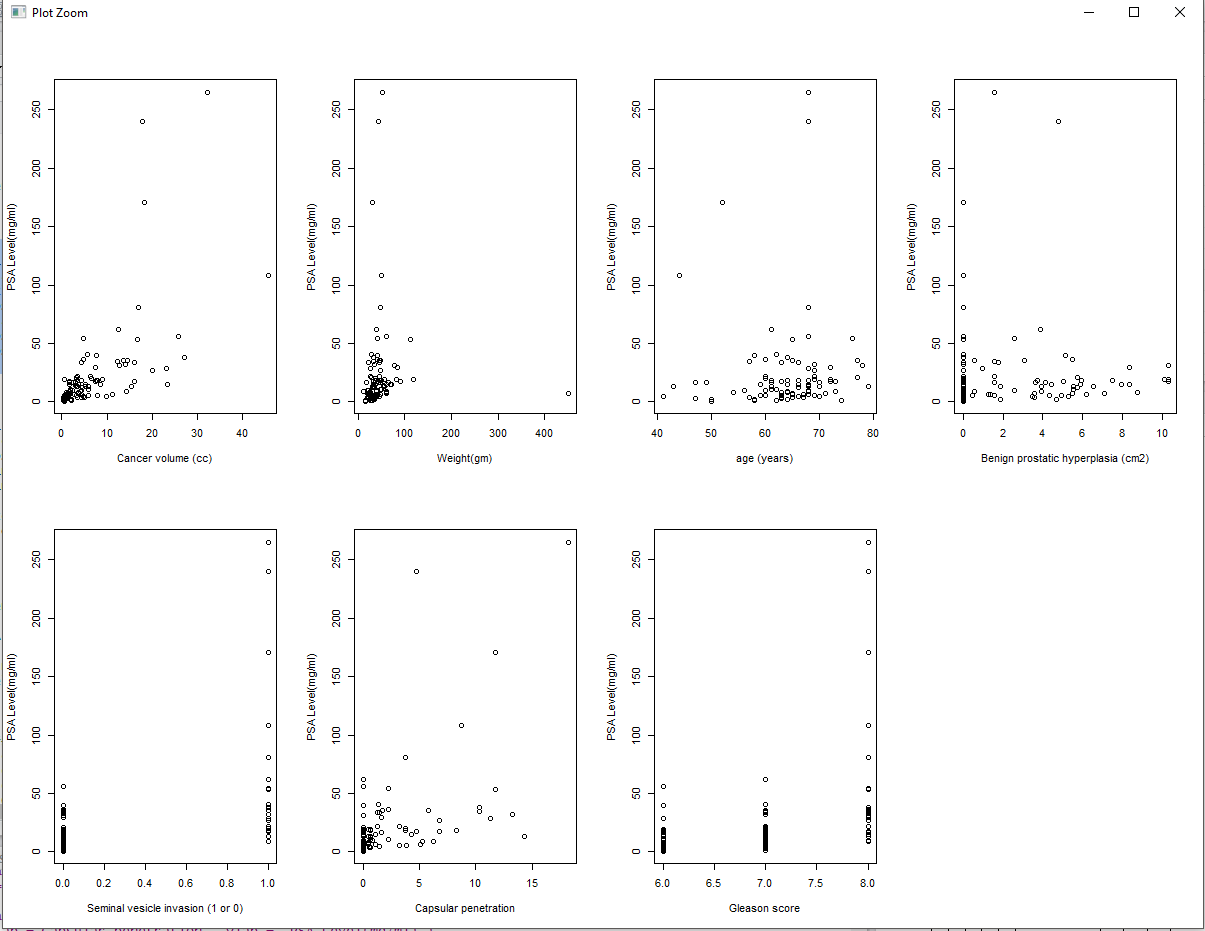 Plot Zoom
PSA Level(mg/ml)
0 50 100 150 200 250
0 10 20 30 40
Cancer volume (cc)
PSA Level(mg/ml)
0 50 100 150 200 250
0 100 200 300 400
Weight(gm)
PSA Level(mg/ml)
0 50 100 150 200 250
40 50 60 70 80
age (years)
PSA Level(mg/ml)
0 50 100 150 200 250
0 2 4 6 8 10
Benign prostatic hyperplasia (cm2)
PSA Level(mg/ml)
0 50 100 150 200 250
0.0 0.2 0.4 0.6 0.8 1.0
Seminal vesicle invasion (1 or 0)
PSA Level(mg/ml)
0 50 100 150 200 250
0 5 10 15
Capsular penetration
PSA Level(mg/ml)
0 50 100 150 200 250
6.0 6.5 7.0 7.5 8.0
Gleason score